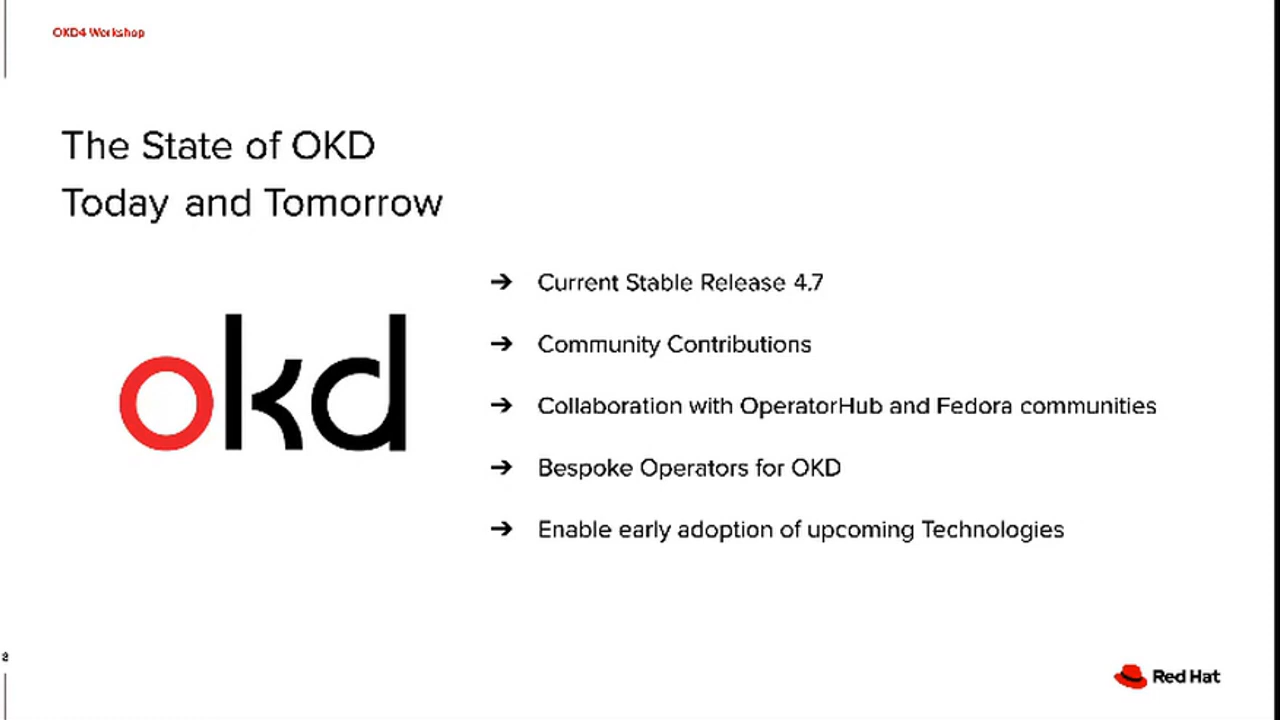 OKD4 Workshop
The State of OKD
Today and Tomorrow
okd
➔ Current Stable Release 4.7
➔ Community Contributions
➔ Collaboration with OperatorHub and Fedora communities
➔ Bespoke Operators for OKD
➔ Enable early adoption of upcoming Technologies
Red Hat